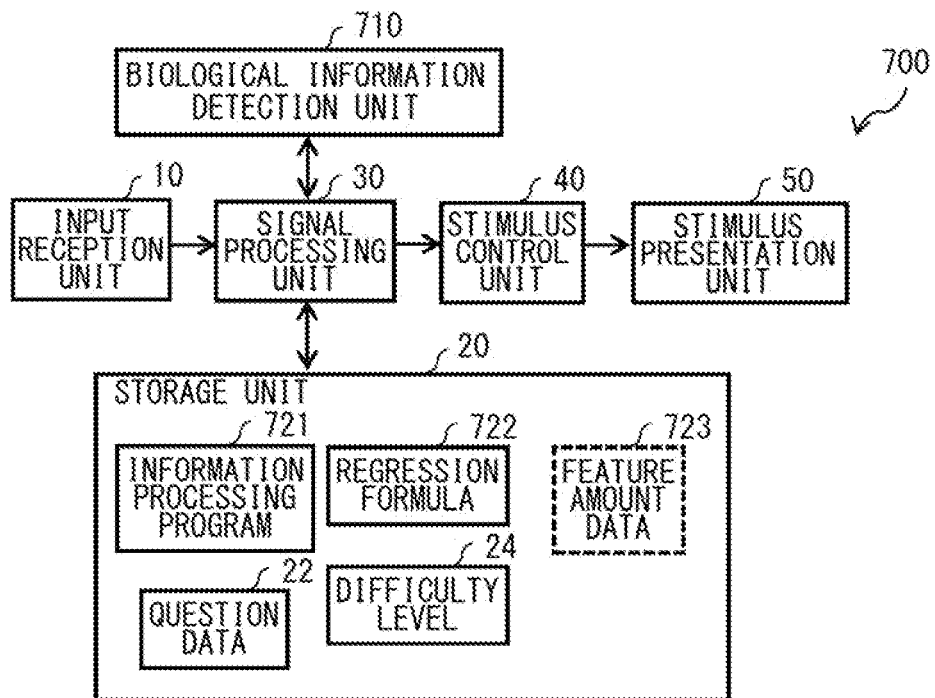 710
BIOLOGICAL INFORMATION
DETECTION UNIT
700
10
INPUT
RECEPTION
UNIT
30
SIGNAL
PROCESSING
UNIT
40
STIMULUS
CONTROL
UNIT
50
STIMULUS
PRESENTATION
UNIT
20
STORAGE UNIT
721
INFORMATION
PROCESSING
PROGRAM
722
REGRESSION
FORMULA
723
FEATURE
AMOUNT
DATA
22
QUESTION
DATA
24
DIFFICULTY
LEVEL